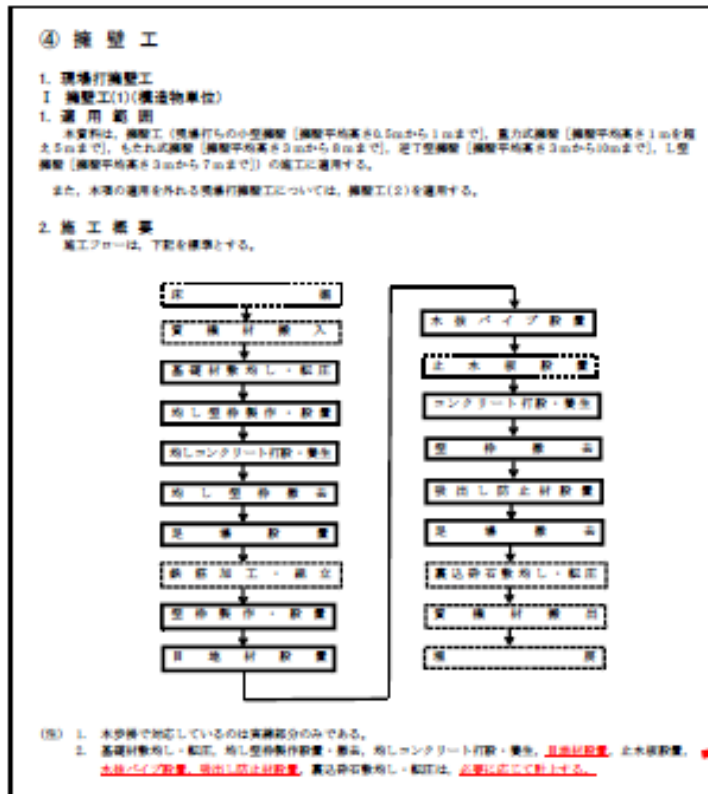 ④ 擁壁工
1. 現場打擁壁工
Ⅰ 擁壁工(1)(構造物単位)
1. 適用範囲
本資料は，擁壁工（現場打ちの小型擁壁［擁壁平均高さ0.5mから1mまで］，重力式擁壁［擁壁平均高さ1mを超
え5mまで］，もたれ式擁壁［擁壁平均高さ3mから8mまで］，逆T型擁壁［擁壁平均高さ3mから10mまで］，L型
擁壁［擁壁平均高さ3mから7mまで］）の施工に適用する。
また，本項の適用を外れる現場打擁壁工については，擁壁工(2)を適用する。
2. 施工概要
施工フローは，下記を標準とする。
床掘
資機材搬入
基礎材敷均し・転圧
均し型枠製作・設置
均しコンクリート打設・養生
均し型枠撤去
足場設置
鉄筋加工・組立
型枠製作・設置
目地材設置
水抜パイプ設置
止水板設置
コンクリート打設・養生
型枠撤去
吸出し防止材設置
足場撤去
裏込砕石敷均し・転圧
資機材搬出
埋戻
(注) 1. 本歩掛で対応しているのは実線部分のみである。
2. 基礎材敷均し・転圧，均し型枠製作設置・撤去，均しコンクリート打設・養生，目地材設置，止水板設置，
水抜パイプ設置，吸出し防止材設置，裏込砕石敷均し・転圧は，必要に応じて計上する。